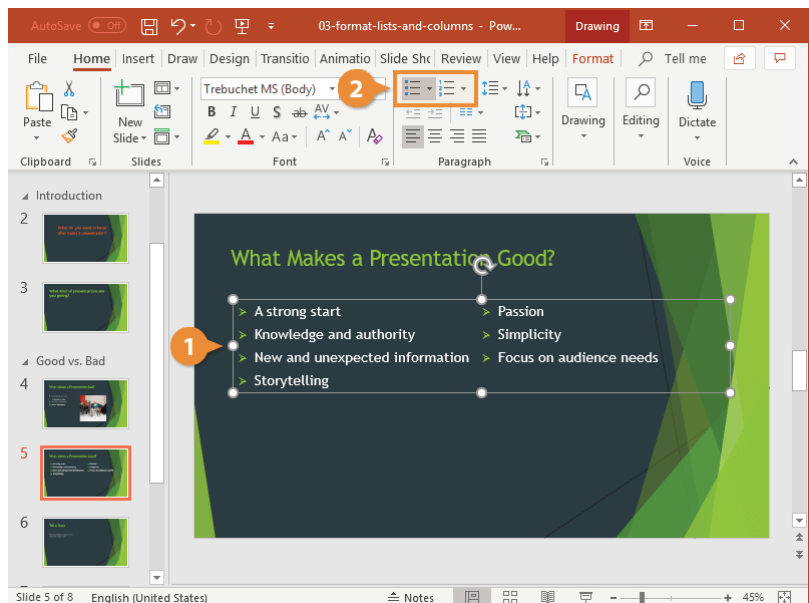 AutoSave Off 03-format-lists-and-columns - Pow... Drawing
File Home Insert Draw Design Transitio Animatio Slide Sho Review View Help Format Tell me
Trebuchet MS (Body) 2
B I U S ab AV
A Aa A A A
Paste New Slide Drawing Editing Dictate
Clipboard Slides Font Paragraph Voice
Introduction
2
3
Good vs. Bad
4
5
6
What Makes a Presentation Good?
1
A strong start
Knowledge and authority
New and unexpected information
Storytelling
Passion
Simplicity
Focus on audience needs
Slide 5 of 8 English (United States) Notes - + 45%